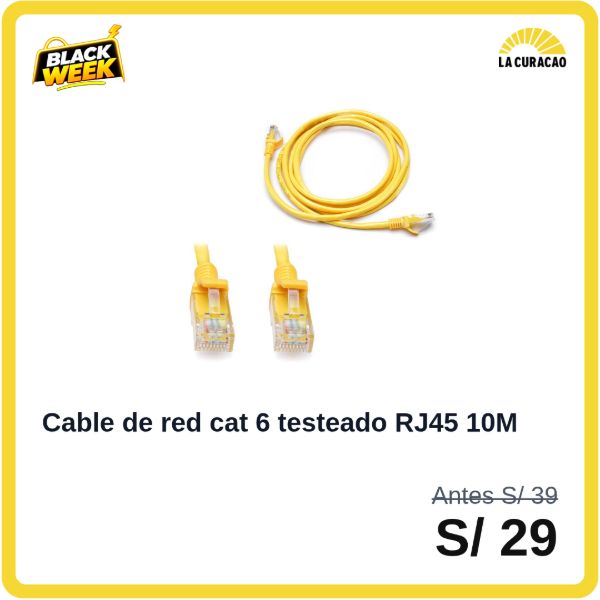 BLACK
WEEK
LA CURACAO
Cable de red cat 6 testeado RJ45 10M
Antes S/ 39
S/ 29